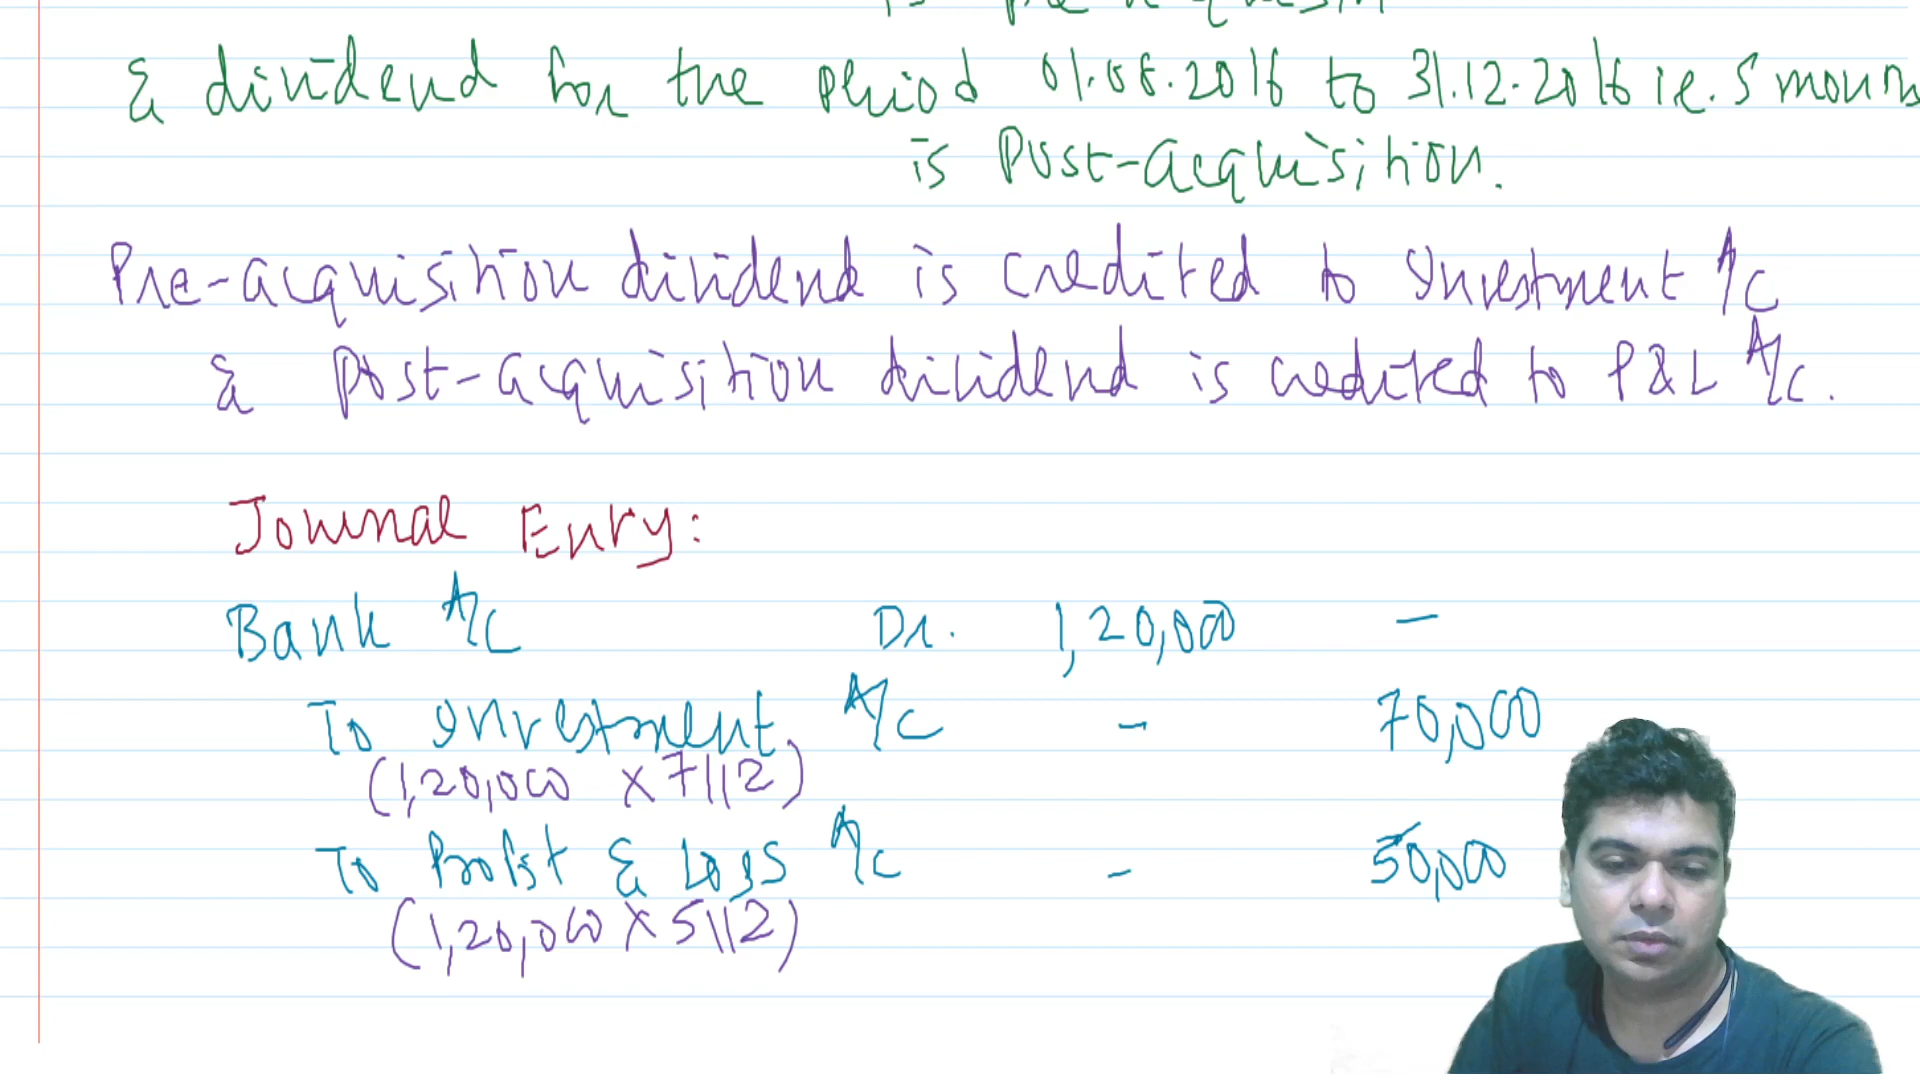 & dividend for the period 01.08.2016 to 31.12.2016 i.e. 5 months
is Post-acquisition.
Pre-acquisition dividend is credited to Investment A/C
& Post-acquisition dividend is credited to P&L A/C.
Journal Entry:
Bank A/C Dr. 1,20,000 -
To Investment A/C - 70,000
(1,20,000 x 7/12)
To Profit & Loss A/C - 50,000
(1,20,000 x 5/12)